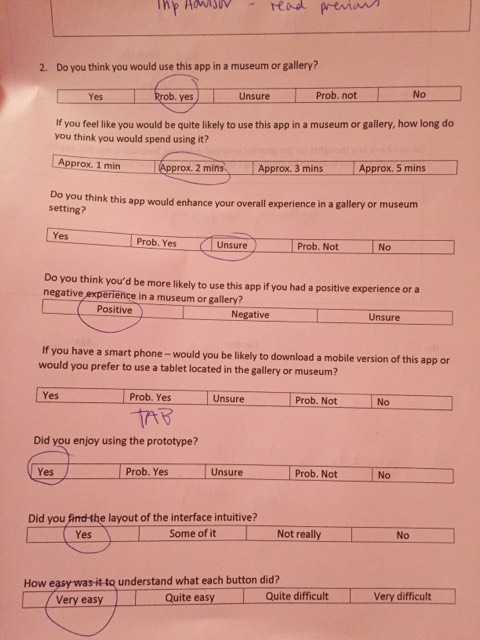 Trip Advisor - read previous
2. Do you think you would use this app in a museum or gallery?
Yes Prob. yes Unsure Prob. not No
If you feel like you would be quite likely to use this app in a museum or gallery, how long do
you think you would spend using it?
Approx. 1 min Approx. 2 mins Approx. 3 mins Approx. 5 mins
Do you think this app would enhance your overall experience in a gallery or museum
setting?
Yes Prob. Yes Unsure Prob. Not No
Do you think you'd be more likely to use this app if you had a positive experience or a
negative experience in a museum or gallery?
Positive Negative Unsure
If you have a smart phone – would you be likely to download a mobile version of this app or
would you prefer to use a tablet located in the gallery or museum?
Yes Prob. Yes Unsure Prob. Not No
TAB
Did you enjoy using the prototype?
Yes Prob. Yes Unsure Prob. Not No
Did you find the layout of the interface intuitive?
Yes Some of it Not really No
How easy was it to understand what each button did?
Very easy Quite easy Quite difficult Very difficult